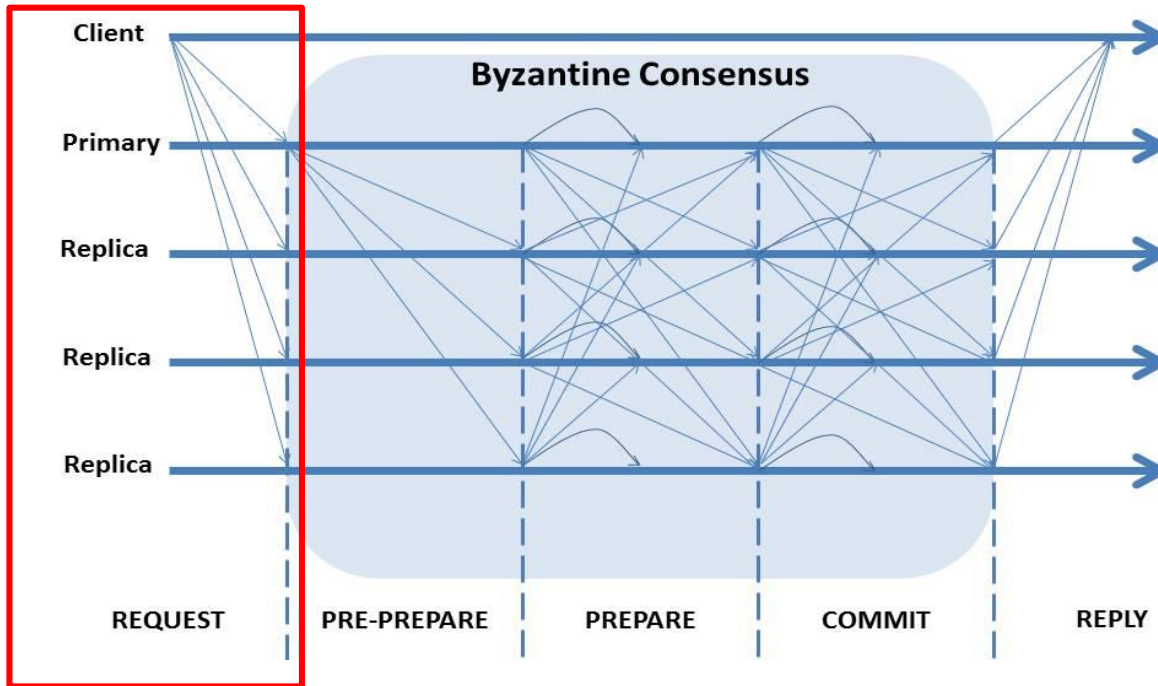 Client
Byzantine Consensus
Primary
Replica
Replica
Replica
REQUEST PRE-PREPARE PREPARE COMMIT REPLY